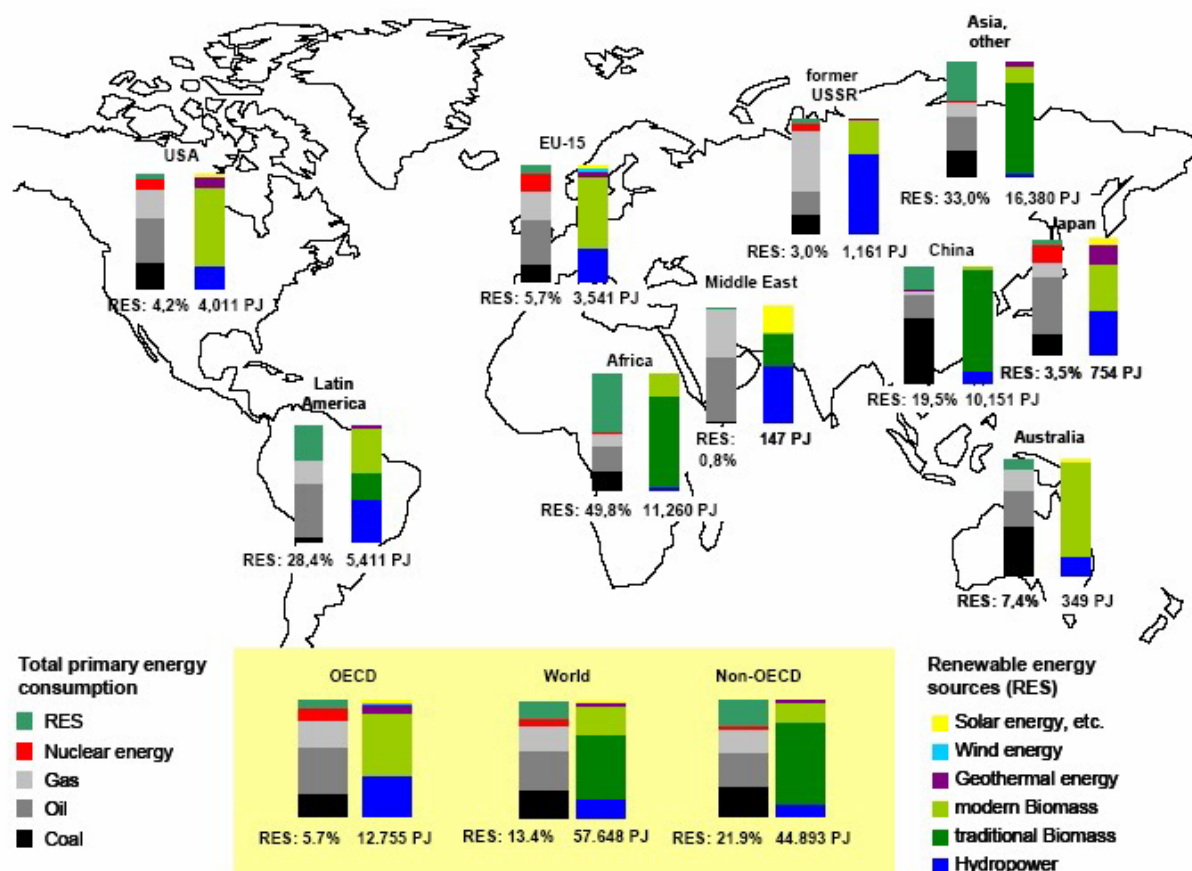 Asia,
other
former
USSR
USA
EU-15
RES: 33,0% 16,380 PJ
Japan
RES: 3,0% 1,161 PJ
China
Middle East
RES: 4,2% 4,011 PJ
RES: 5,7% 3,541 PJ
Africa
RES: 3,5% 754 PJ
Latin
America
RES: 19,5% 10,151 PJ
RES: 147 PJ
0,8%
Australia
RES: 49,8% 11,260 PJ
RES: 28,4% 5,411 PJ
RES: 7,4% 349 PJ
Total primary energy
consumption
RES
Nuclear energy
Gas
Oil
Coal
OECD World Non-OECD
RES: 5.7% 12.755 PJ RES: 13.4% 57.648 PJ RES: 21.9% 44.893 PJ
Renewable energy
sources (RES)
Solar energy, etc.
Wind energy
Geothermal energy
modern Biomass
traditional Biomass
Hydropower